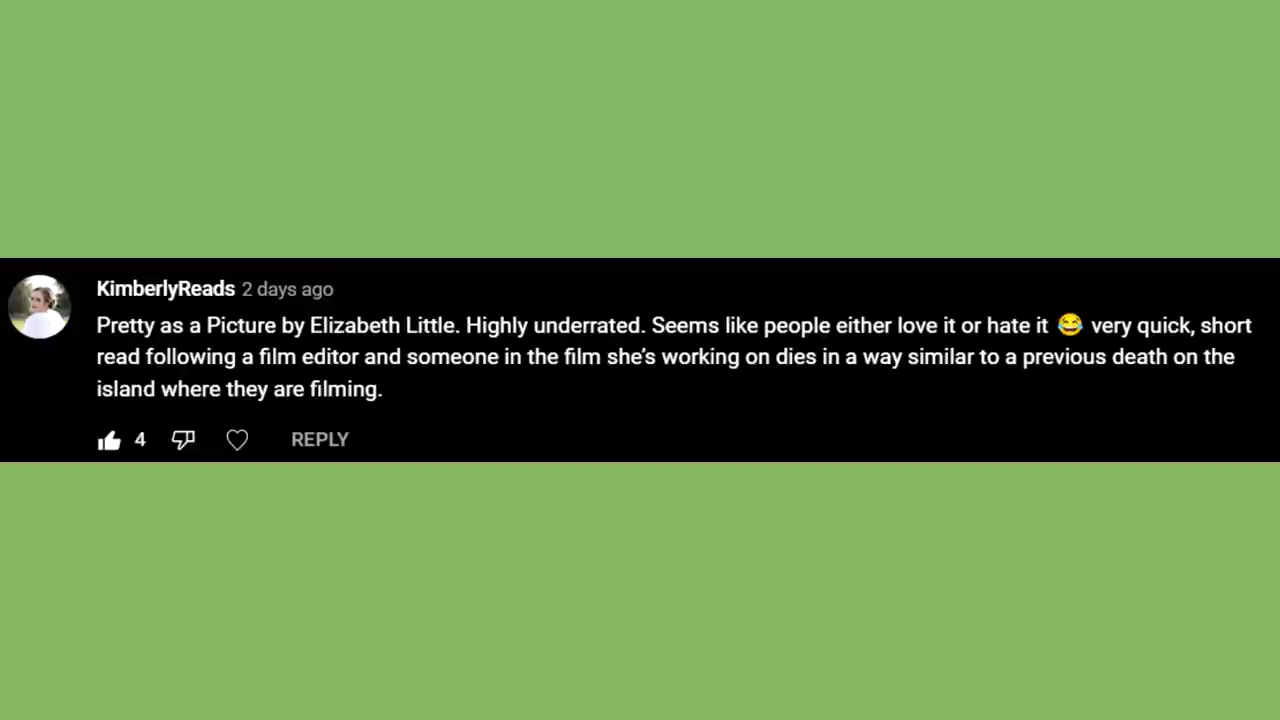 KimberlyReads 2 days ago
Pretty as a Picture by Elizabeth Little. Highly underrated. Seems like people either love it or hate it 😂 very quick, short
read following a film editor and someone in the film she's working on dies in a way similar to a previous death on the
island where they are filming.
4 REPLY